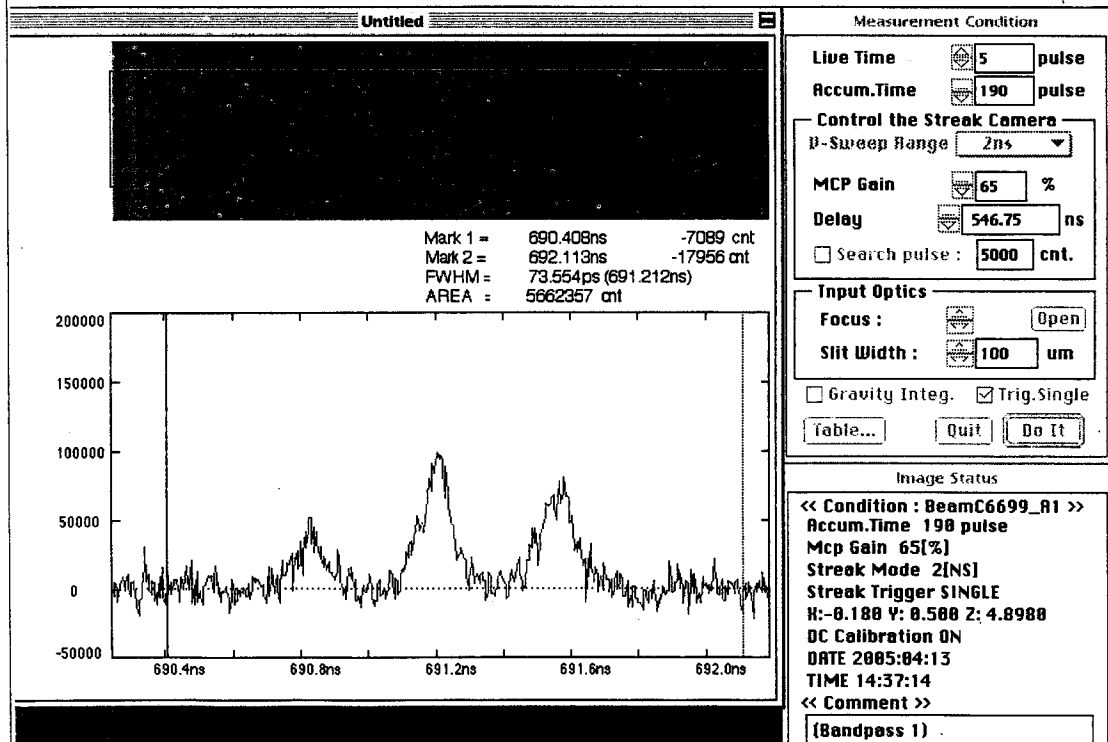 Untitled
Mark 1 = 690.408ns -7089 cnt
Mark 2 = 692.113ns -17956 cnt
FWHM = 73.554ps (691.212ns)
AREA = 5662357 cnt
200000
150000
100000
50000
0
-50000
690.4ns 690.8ns 691.2ns 691.6ns 692.0ns
Measurement Condition
Live Time 5 pulse
Accum.Time 190 pulse
Control the Streak Camera
V-Sweep Range 2ns
MCP Gain 65 %
Delay 546.75 ns
Search pulse : 5000 cnt.
Input Optics
Focus : Open
Slit Width : 100 um
Gravity Integ. Trig.Single
Table... Quit Do It
Image Status
<< Condition : BeamC6699_A1 >>
Accum.Time 190 pulse
Mcp Gain 65[%]
Streak Mode 2[NS]
Streak Trigger SINGLE
X:-0.180 Y: 0.500 Z: 4.8980
DC Calibration ON
DATE 2005:04:13
TIME 14:37:14
<< Comment >>
(Bandpass 1)